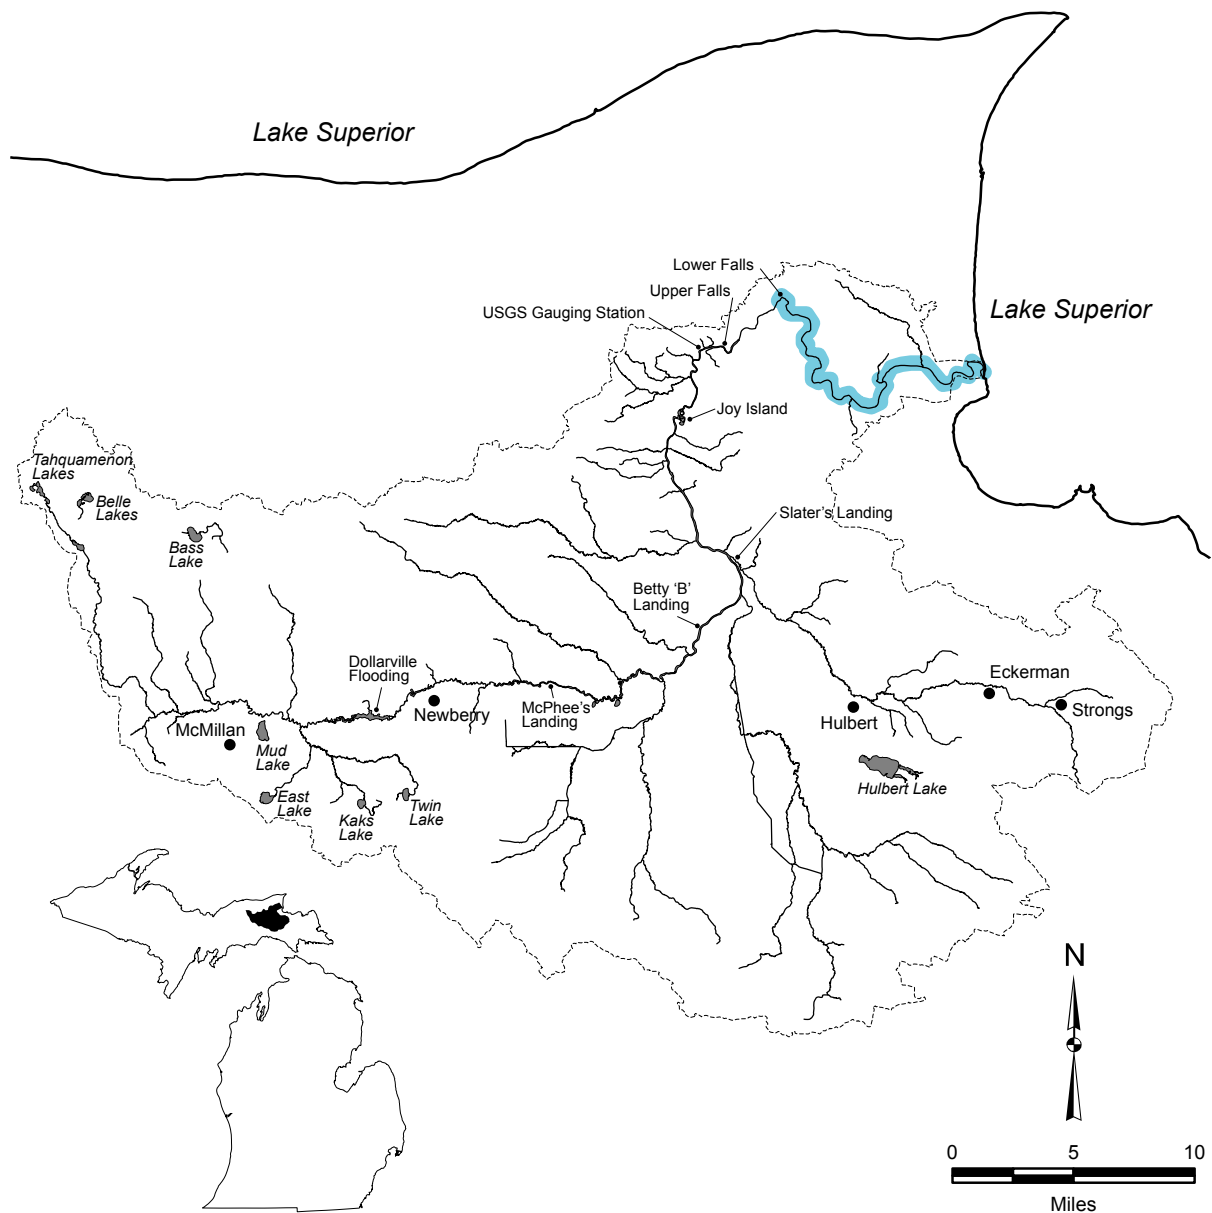 Lake Superior
Lower Falls
Upper Falls
USGS Gauging Station
Lake Superior
Joy Island
Tahquamenon
Lakes
Belle
Lakes
Bass
Lake
Slater's Landing
Betty 'B'
Landing
Dollarville
Flooding
Newberry
McPhee's
Landing
Eckerman
Strongs
Hulbert
McMillan
Mud
Lake
Hulbert Lake
East
Lake
Kaks
Lake
Twin
Lake
N
0 5 10
Miles